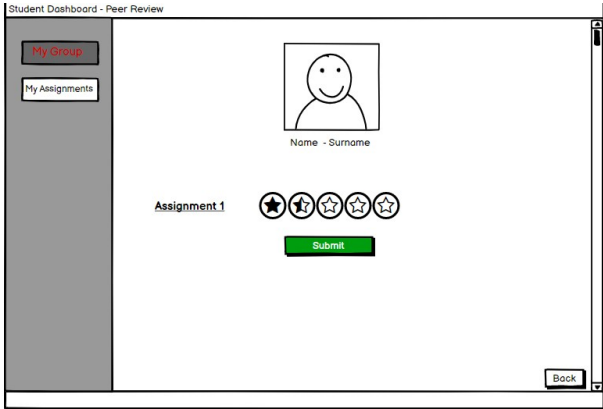 Student Dashboard - Peer Review
My Group
My Assignments
Name - Surname
Assignment 1
Submit
Back